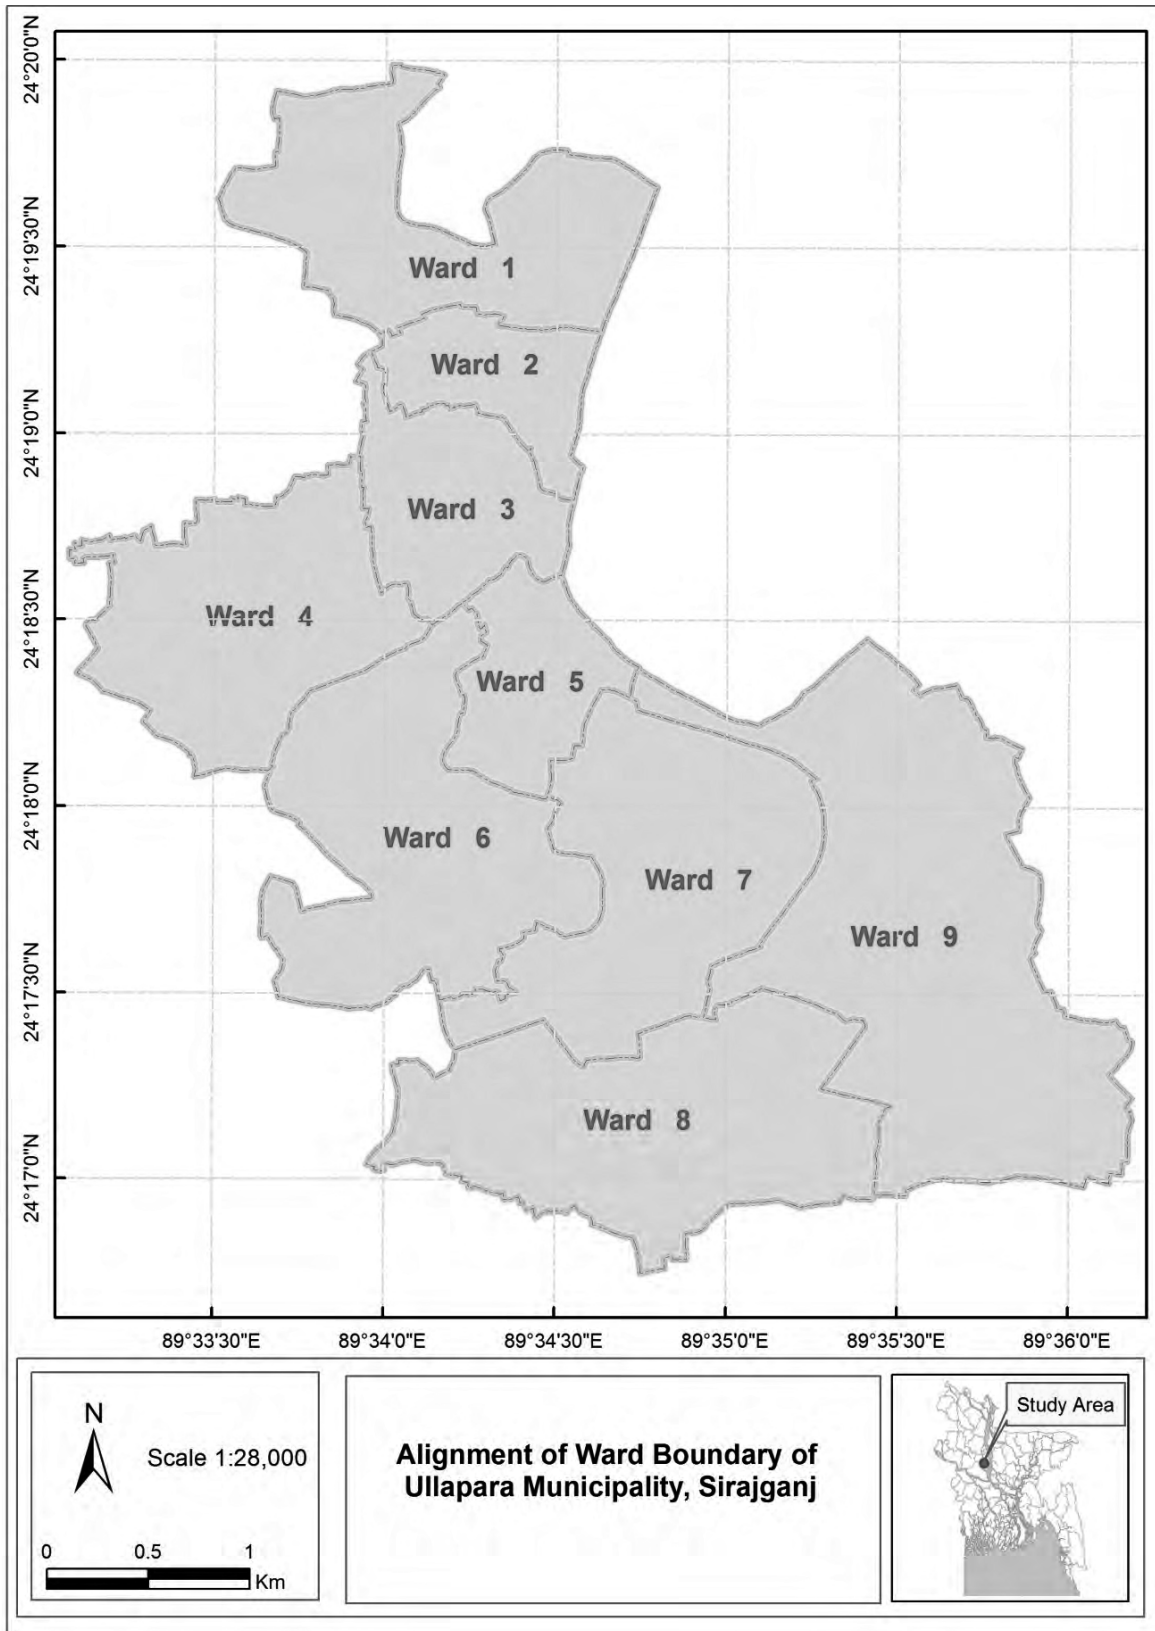 24°20'0"N
24°19'30"N
24°19'0"N
24°18'30"N
24°18'0"N
24°17'30"N
24°17'0"N
Ward 1
Ward 2
Ward 3
Ward 4
Ward 5
Ward 6
Ward 7
Ward 9
Ward 8
89°33'30"E 89°34'0"E 89°34'30"E 89°35'0"E 89°35'30"E 89°36'0"E
N
Scale 1:28,000
0 0.5 1
Km
Alignment of Ward Boundary of
Ullapara Municipality, Sirajganj
Study Area